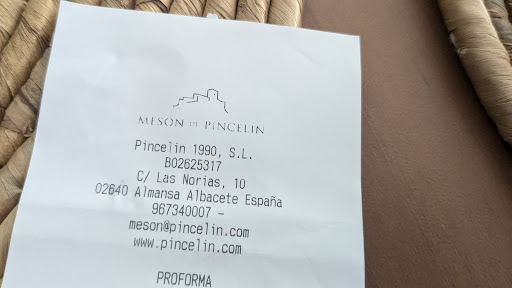 MESÓN DE PINCELIN
Pincelin 1990, S.L.
B02625317
C/ Las Norias, 10
02640 Almansa Albacete España
967340007 -
meson@pincelin.com
www.pincelin.com
PROFORMA